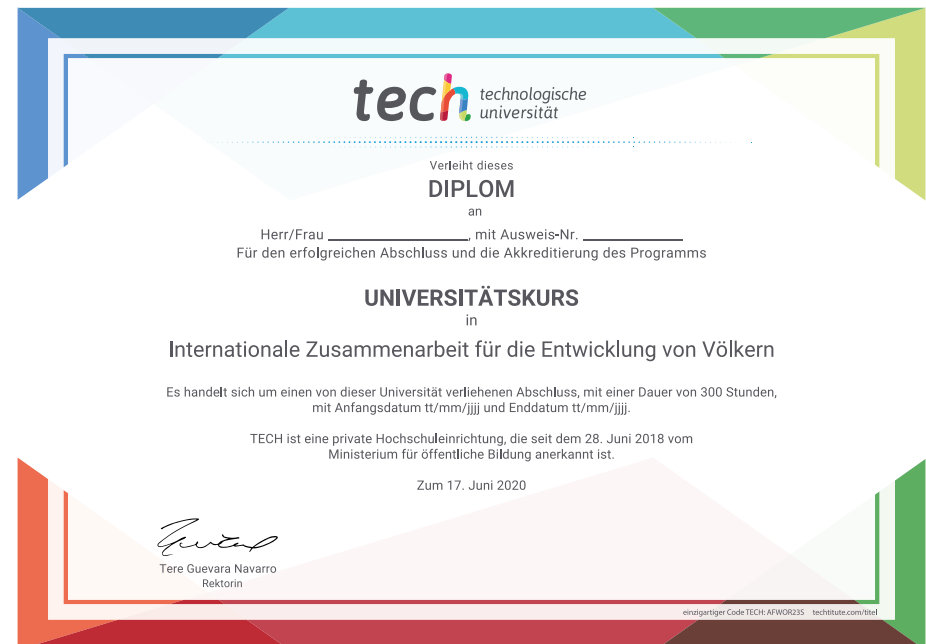 tech technologische
universität
Verleiht dieses
DIPLOM
an
Herr/Frau ____________________, mit Ausweis-Nr. ______________
Für den erfolgreichen Abschluss und die Akkreditierung des Programms
UNIVERSITÄTSKURS
in
Internationale Zusammenarbeit für die Entwicklung von Völkern
Es handelt sich um einen von dieser Universität verliehenen Abschluss, mit einer Dauer von 300 Stunden,
mit Anfangsdatum tt/mm/jjjj und Enddatum tt/mm/jjjj.
TECH ist eine private Hochschuleinrichtung, die seit dem 28. Juni 2018 vom
Ministerium für öffentliche Bildung anerkannt ist.
Zum 17. Juni 2020
Tere Guevara Navarro
Rektorin
einzigartiger Code TECH: AFWOR23S techtitute.com/titel